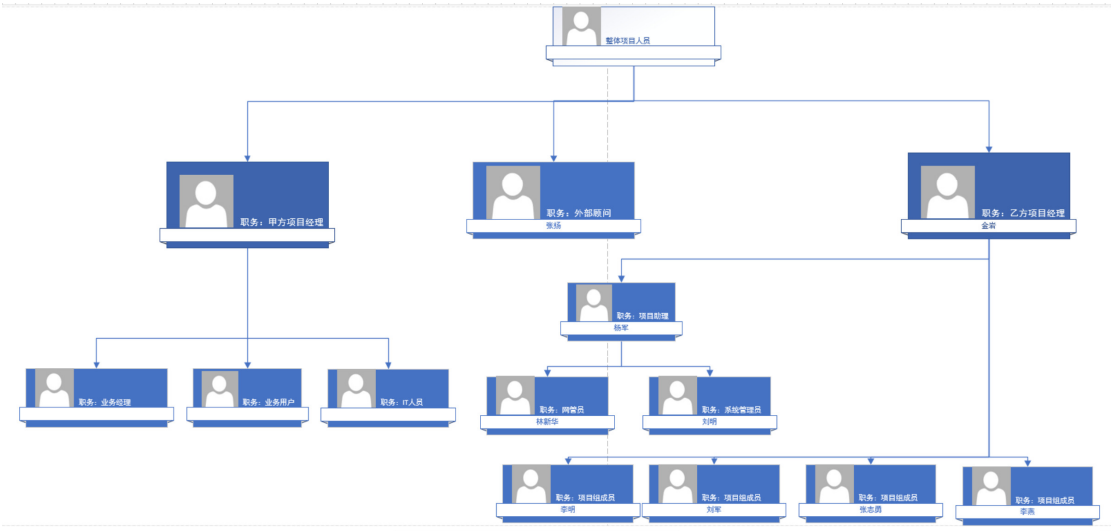 整体项目人员
职务：甲方项目经理
职务：外部顾问
张扬
职务：乙方项目经理
金岩
职务：项目助理
杨军
职务：业务经理
职务：业务用户
职务：IT人员
职务：网管员
林新华
职务：系统管理员
刘明
职务：项目组成员
李明
职务：项目组成员
刘军
职务：项目组成员
张志勇
职务：项目组成员
李燕